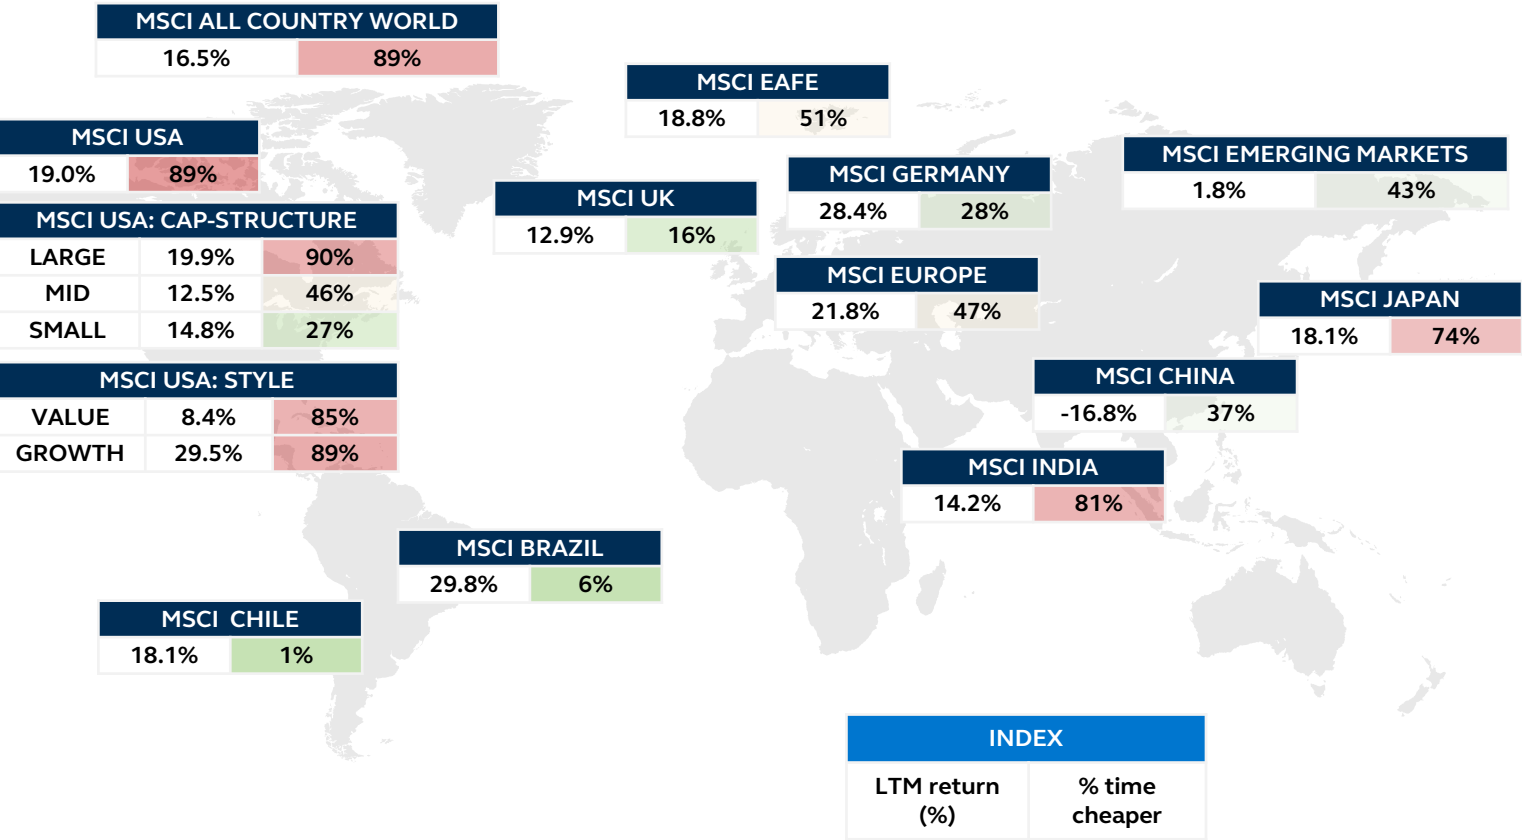 MSCI ALL COUNTRY WORLD
16.5% 89%
MSCI EAFE
18.8% 51%
MSCI USA
19.0% 89%
MSCI EMERGING MARKETS
1.8% 43%
MSCI GERMANY
28.4% 28%
MSCI UK
12.9% 16%
MSCI USA: CAP-STRUCTURE
LARGE 19.9% 90%
MID 12.5% 46%
SMALL 14.8% 27%
MSCI EUROPE
21.8% 47%
MSCI JAPAN
18.1% 74%
MSCI USA: STYLE
VALUE 8.4% 85%
GROWTH 29.5% 89%
MSCI CHINA
-16.8% 37%
MSCI INDIA
14.2% 81%
MSCI BRAZIL
29.8% 6%
MSCI CHILE
18.1% 1%
INDEX
LTM return (%)
% time cheaper